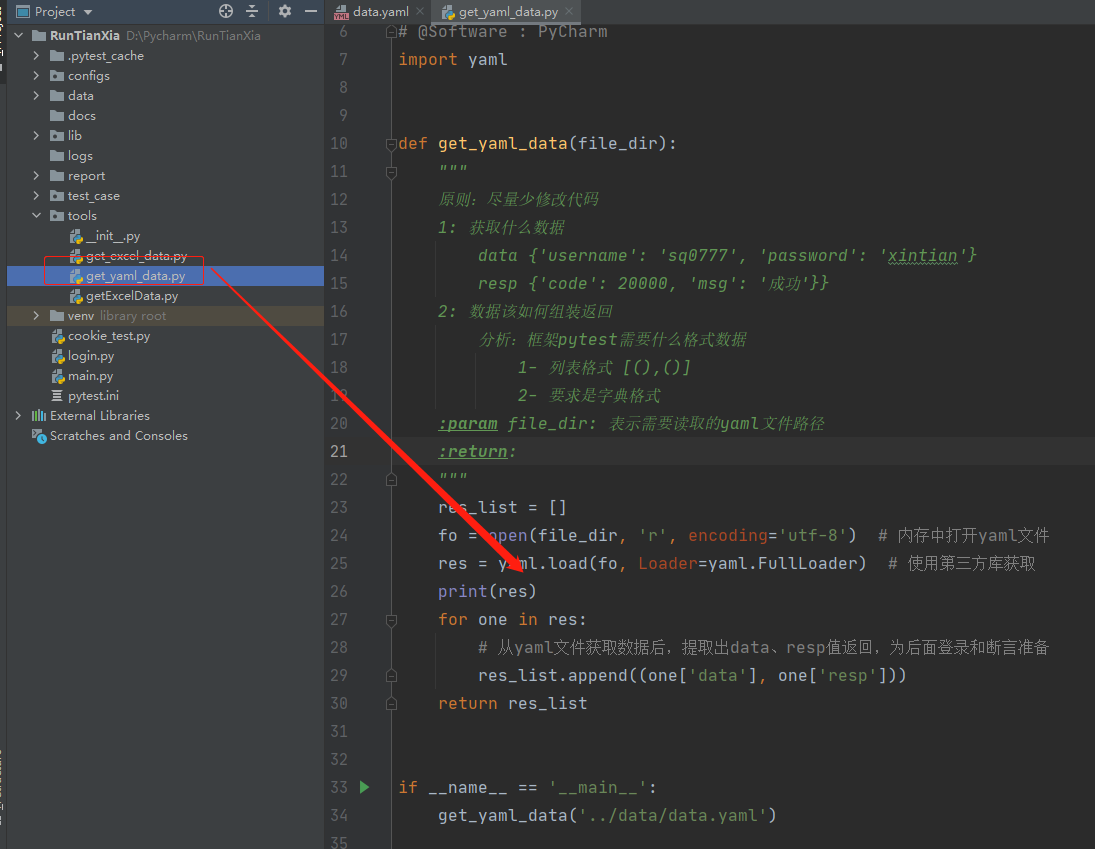 Project
RunTianXia D:\Pycharm\RunTianXia
.pytest_cache
configs
data
docs
lib
logs
report
test_case
tools
__init__.py
get_excel_data.py
get_yaml_data.py
getExcelData.py
venv library root
cookie_test.py
login.py
main.py
pytest.ini
External Libraries
Scratches and Consoles
data.yaml
get_yaml_data.py
6 # @Software : PyCharm
7 import yaml
8
9
10 def get_yaml_data(file_dir):
11 """
12 原则: 尽量少修改代码
13 1: 获取什么数据
14 data {'username': 'sq0777', 'password': 'xintian'}
15 resp {'code': 20000, 'msg': '成功'}}
16 2: 数据该如何组装返回
17 分析: 框架pytest需要什么格式数据
18 1- 列表格式 [(),()]
19 2- 要求是字典格式
20 :param file_dir: 表示需要读取的yaml文件路径
21 :return:
22 """
23 res_list = []
24 fo = open(file_dir, 'r', encoding='utf-8') # 内存中打开yaml文件
25 res = yaml.load(fo, Loader=yaml.FullLoader) # 使用第三方库获取
26 print(res)
27 for one in res:
28 # 从yaml文件获取数据后, 提取出data、resp值返回, 为后面登录和断言准备
29 res_list.append((one['data'], one['resp']))
30 return res_list
31
32
33 if __name__ == '__main__':
34 get_yaml_data('../data/data.yaml')
35